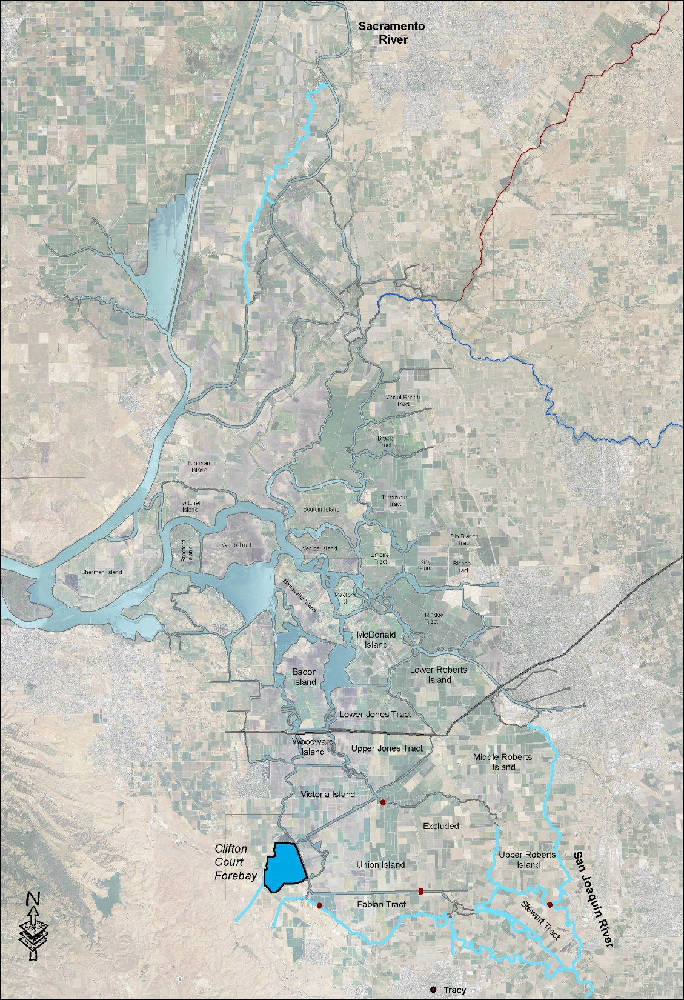 Sacramento
River
Canal Ranch
Tract
Brack
Tract
Brannan
Island
Twitchell
Island
Bouldin Island
Terminous
Tract
Bradford
Island
Webb Tract
Venice Island
Rio Blanco
Tract
Empire
Tract
King
Island
Bishop
Tract
Sherman Island
Mandeville Island
Medford
Isl.
Rindge
Tract
McDonald
Island
Bacon
Island
Lower Roberts
Island
Lower Jones Tract
Woodward
Island
Upper Jones Tract
Middle Roberts
Island
Victoria Island
Excluded
Clifton
Court
Forebay
Upper Roberts
Island
Union Island
San Joaquin River
N
Fabian Tract
Stewart Tract
Tracy